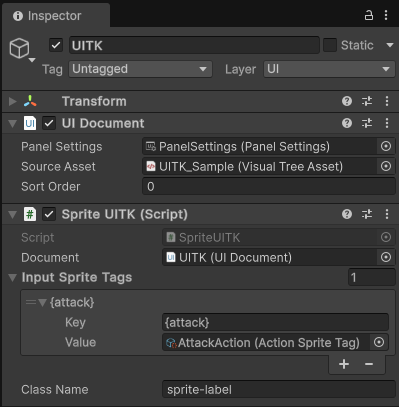 Inspector
UITK
Static
Tag Untagged Layer UI
Transform
UI Document
Panel Settings PanelSettings (Panel Settings)
Source Asset UITK_Sample (Visual Tree Asset)
Sort Order 0
# Sprite UITK (Script)
Script # SpriteUITK
Document UITK (UI Document)
Input Sprite Tags 1
{attack}
Key {attack}
Value AttackAction (Action Sprite Tag)
+ −
Class Name sprite-label